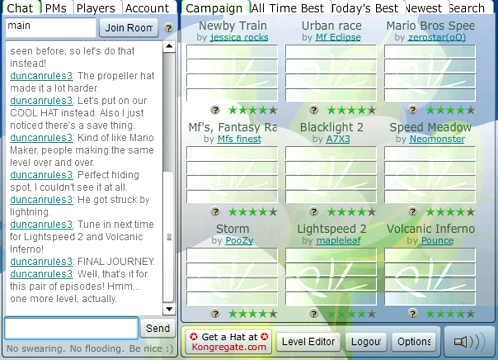 Chat PMs Players Account
main Join Room ?
seen before, so let's do that
instead!
duncanrules3: The propeller hat
made it a lot harder.
duncanrules3: Let's put on our
COOL HAT instead. Also I just
noticed there's a save thing.
duncanrules3: Kind of like Mario
Maker, people making the same
level over and over.
duncanrules3: Perfect hiding
spot, I couldn't see it at all.
duncanrules3: He got struck by
lightning.
duncanrules3: Tune in next time
for Lightspeed 2 and Volcanic
Inferno!
duncanrules3: FINAL JOURNEY.
duncanrules3: Well, that's it for
this pair of episodes! Hmm...
one more level, actually.
Send
No swearing. No flooding. Be nice :)
Campaign All Time Best Today's Best Newest Search
Newby Train
by jessica rocks
?
Urban race
by Mf Eclipse
?
Mario Bros Spee
by zerostar(oO)
?
Mf's, Fantasy Ra
by Mfs finest
?
Blacklight 2
by A7X3
?
Speed Meadow
by Neomonster
?
Storm
by PooZy
?
Lightspeed 2
by mapleleaf
?
Volcanic Inferno
by Pounce
?
Get a Hat at
Kongregate.com
Level Editor
Logout
Options